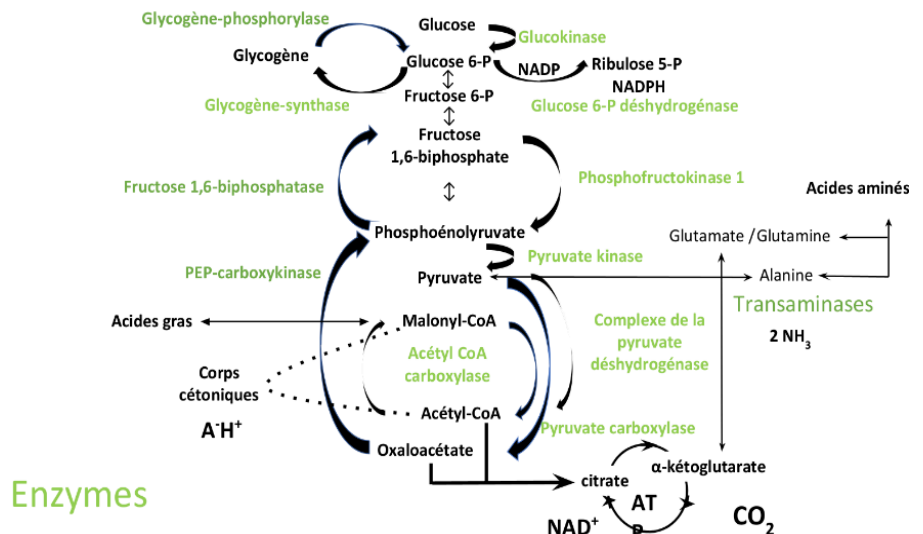 Glycogène-phosphorylase
Glucose
Glucokinase
Glycogène
Glucose 6-P
NADP
Ribulose 5-P
NADPH
Glycogène-synthase
Fructose 6-P
Glucose 6-P déshydrogénase
Fructose
1,6-biphosphate
Fructose 1,6-biphosphatase
Phosphofructokinase 1
Acides aminés
Phosphoénolyruvate
Glutamate /Glutamine
PEP-carboxykinase
Pyruvate kinase
Pyruvate
Alanine
Transaminases
Acides gras
Malonyl-CoA
Complexe de la
pyruvate
déshydrogénase
2 NH₃
Acétyl CoA
carboxylase
Corps
cétoniques
Acétyl-CoA
Pyruvate carboxylase
A⁻H⁺
Oxaloacétate
α-kétoglutarate
citrate
Enzymes
AT
P
NAD⁺
CO₂